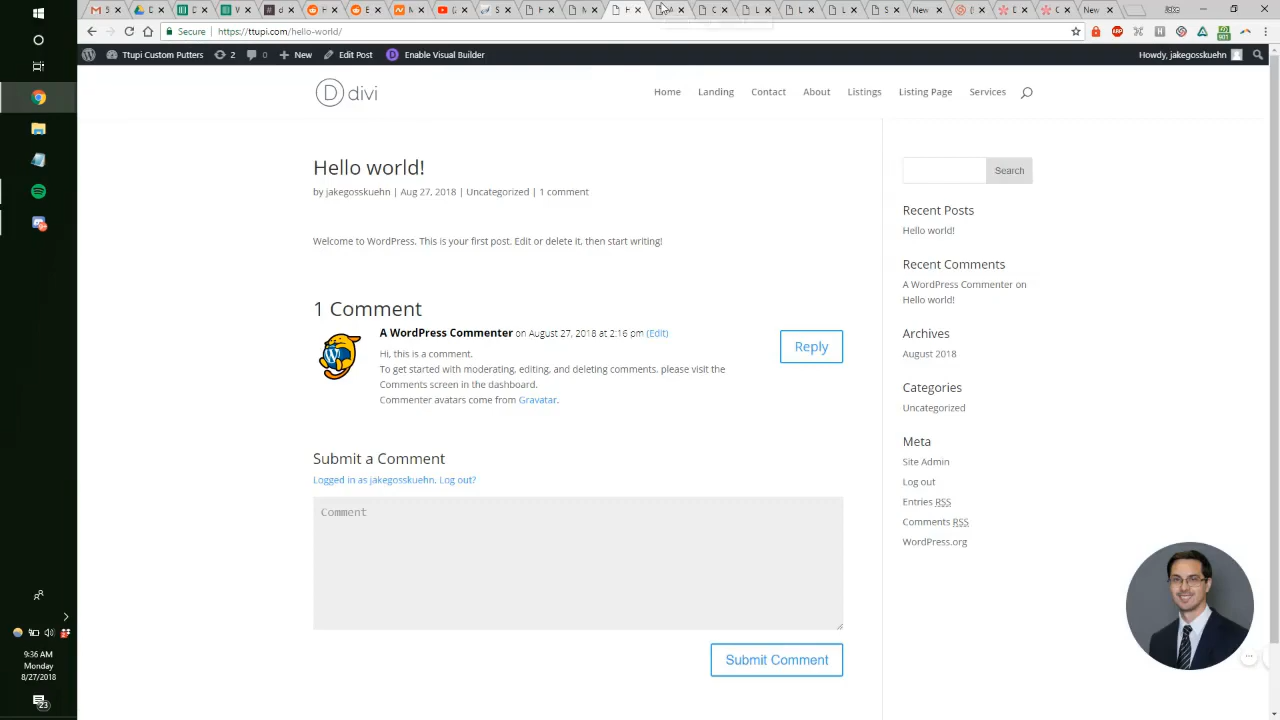 Secure
https://ttupi.com/hello-world/
Ttupi Custom Putters
2
0
New
Edit Post
Enable Visual Builder
Howdy, jakegosskuehn
D divi
Home
Landing
Contact
About
Listings
Listing Page
Services
Hello world!
by jakegosskuehn | Aug 27, 2018 | Uncategorized | 1 comment
Welcome to WordPress. This is your first post. Edit or delete it, then start writing!
1 Comment
A WordPress Commenter on August 27, 2018 at 2:16 pm (Edit)
Hi, this is a comment.
To get started with moderating, editing, and deleting comments, please visit the
Comments screen in the dashboard.
Commenter avatars come from Gravatar.
Reply
Submit a Comment
Logged in as jakegosskuehn. Log out?
Comment
Submit Comment
Search
Recent Posts
Hello world!
Recent Comments
A WordPress Commenter on
Hello world!
Archives
August 2018
Categories
Uncategorized
Meta
Site Admin
Log out
Entries RSS
Comments RSS
WordPress.org
9:36 AM
Monday
8/27/2018
23